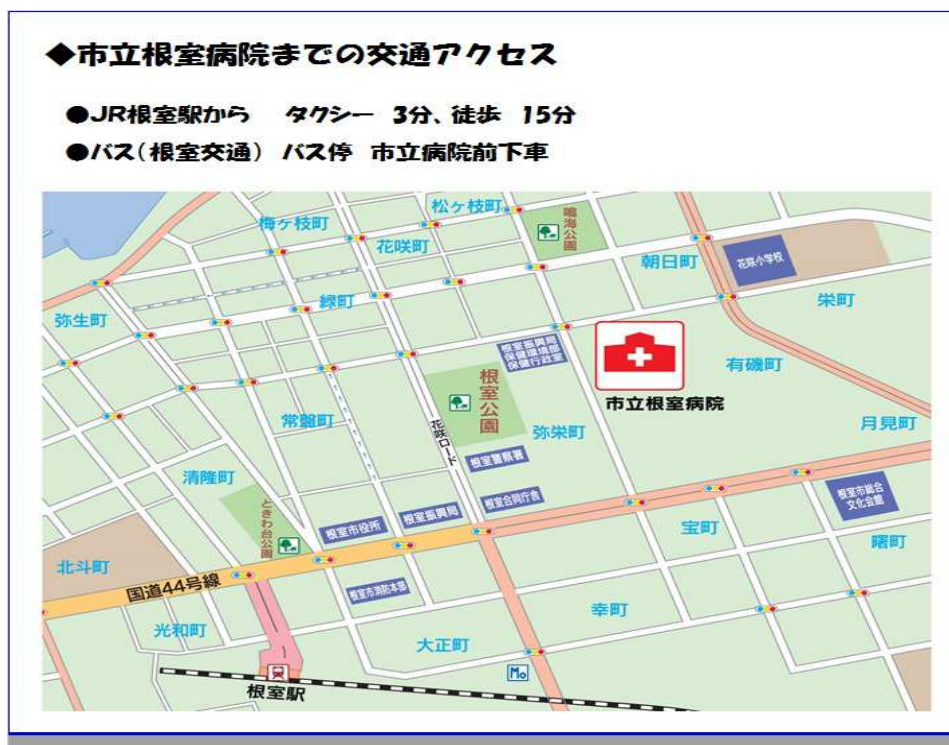 ◆市立根室病院までの交通アクセス
●JR根室駅から タクシー 3分、徒歩 15分
●バス(根室交通) バス停 市立病院前下車
梅ヶ枝町
松ヶ枝町
鳴海公園
花咲町
朝日町
花咲小学校
弥生町
緑町
栄町
根室振興局
保健環境部
保健行政室
有磯町
根室公園
市立根室病院
常盤町
花咲ロード
弥栄町
月見町
清隆町
根室警察署
ときわ台公園
根室市役所
根室振興局
根室合同庁舎
根室市総合
文化会館
宝町
曙町
北斗町
国道44号線
根室市消防本部
光和町
幸町
大正町
Mo
根室駅